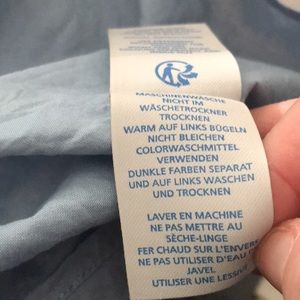 MASCHINENWÄSCHE
NICHT IM
WÄSCHETROCKNER
TROCKNEN
WARM AUF LINKS BÜGELN
NICHT BLEICHEN
COLORWASCHMITTEL
VERWENDEN
DUNKLE FARBEN SEPARAT
UND AUF LINKS WASCHEN
UND TROCKNEN
LAVER EN MACHINE
NE PAS METTRE AU
SÈCHE-LINGE
FER CHAUD SUR L'ENVERS
NE PAS UTILISER D'EAU
JAVEL
UTILISER UNE LESSIVE